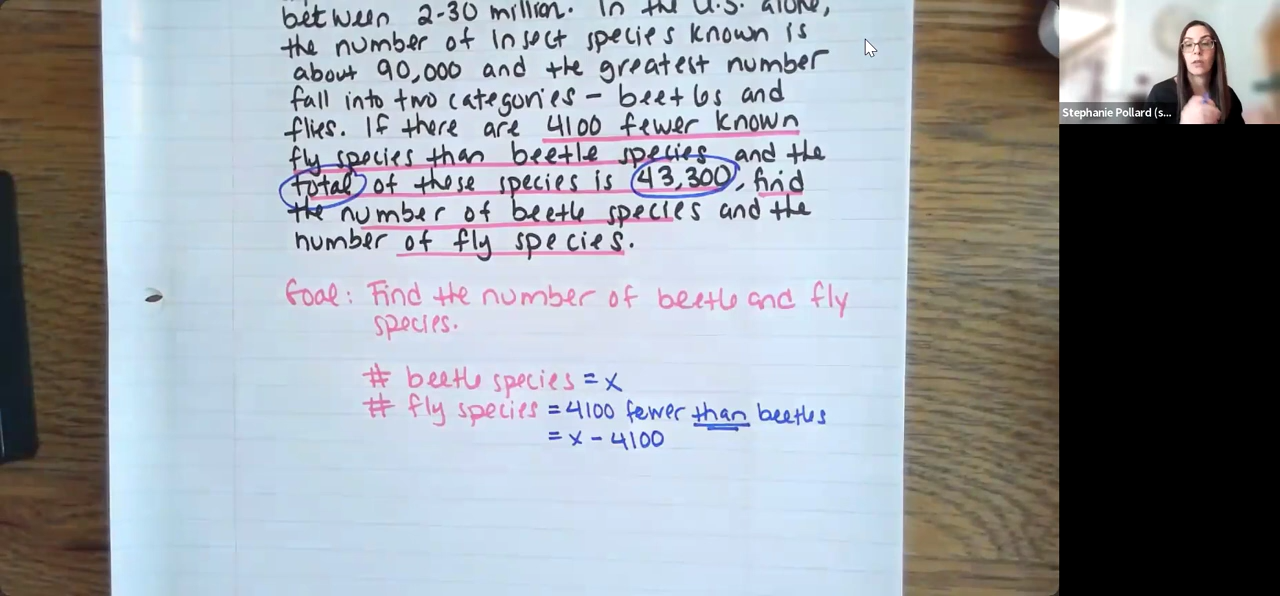 between 2-30 million. In the U.S. alone,
the number of Insect species known is
about 90,000 and the greatest number
fall into two categories - beetles and
flies. If there are 4100 fewer known
fly species than beetle species and the
total of these species is 43,300, find
the number of beetle species and the
number of fly species.
Goal: Find the number of beetle and fly
species.
# beetle species = x
# fly species = 4100 fewer than beetles
= x - 4100
Stephanie Pollard (s...